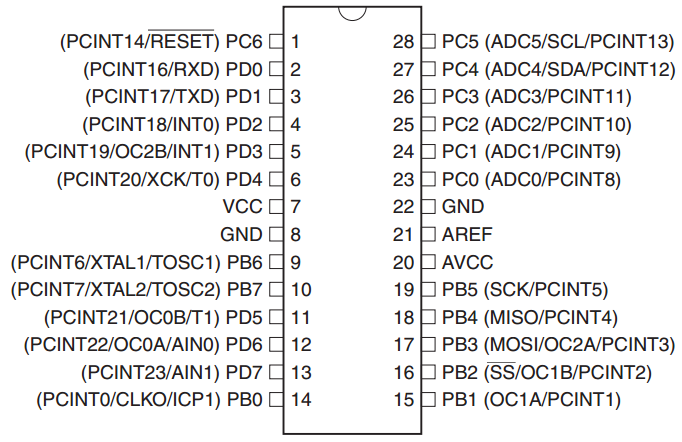 (PCINT14/RESET) PC6 1 28 PC5 (ADC5/SCL/PCINT13)
(PCINT16/RXD) PD0 2 27 PC4 (ADC4/SDA/PCINT12)
(PCINT17/TXD) PD1 3 26 PC3 (ADC3/PCINT11)
(PCINT18/INT0) PD2 4 25 PC2 (ADC2/PCINT10)
(PCINT19/OC2B/INT1) PD3 5 24 PC1 (ADC1/PCINT9)
(PCINT20/XCK/T0) PD4 6 23 PC0 (ADC0/PCINT8)
VCC 7 22 GND
GND 8 21 AREF
(PCINT6/XTAL1/TOSC1) PB6 9 20 AVCC
(PCINT7/XTAL2/TOSC2) PB7 10 19 PB5 (SCK/PCINT5)
(PCINT21/OC0B/T1) PD5 11 18 PB4 (MISO/PCINT4)
(PCINT22/OC0A/AIN0) PD6 12 17 PB3 (MOSI/OC2A/PCINT3)
(PCINT23/AIN1) PD7 13 16 PB2 (SS/OC1B/PCINT2)
(PCINT0/CLKO/ICP1) PB0 14 15 PB1 (OC1A/PCINT1)